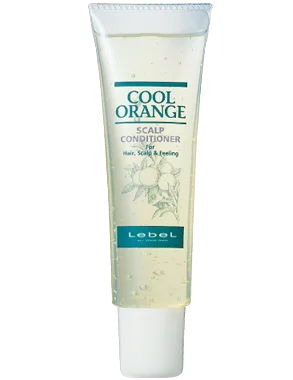 COOL
ORANGE
SCALP
CONDITIONER
For
Hair, Scalp & Feeling
LebeL